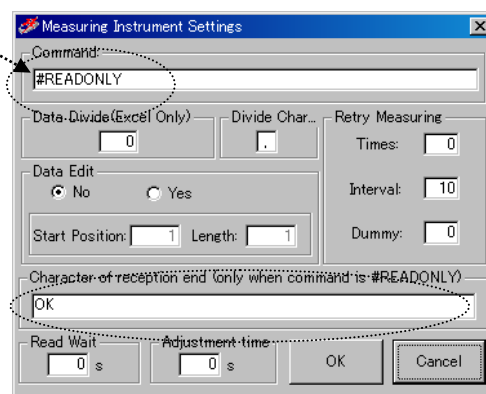 Measuring Instrument Settings
Command:
#READONLY
Data Divide(Excel Only)
0
Divide Char...
,
Retry Measuring
Times: 0
Interval: 10
Dummy: 0
Data Edit
No Yes
Start Position: 1 Length: 1
Character of reception end (only when command is #READONLY)
OK
Read Wait
0 s
Adjustment time
0 s
OK
Cancel